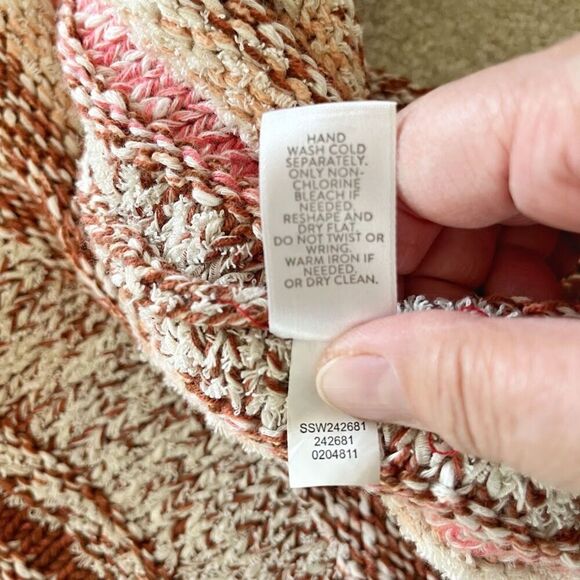 HAND
WASH COLD
SEPARATELY.
ONLY NON-
CHLORINE
BLEACH IF
NEEDED.
RESHAPE AND
DRY FLAT.
DO NOT TWIST OR
WRING.
WARM IRON IF
NEEDED.
OR DRY CLEAN.
SSW242681
242681
0204811